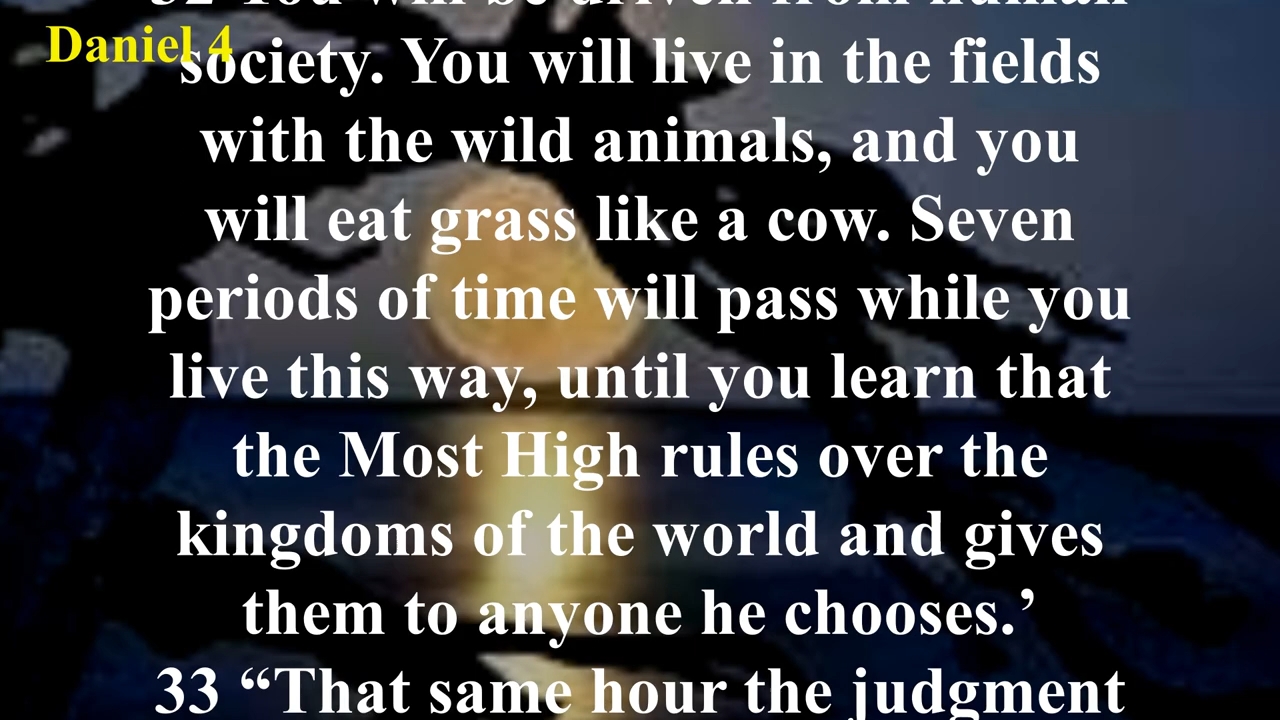 32 You will be driven from human
Daniel 4
society. You will live in the fields
with the wild animals, and you
will eat grass like a cow. Seven
periods of time will pass while you
live this way, until you learn that
the Most High rules over the
kingdoms of the world and gives
them to anyone he chooses.’
33 “That same hour the judgment